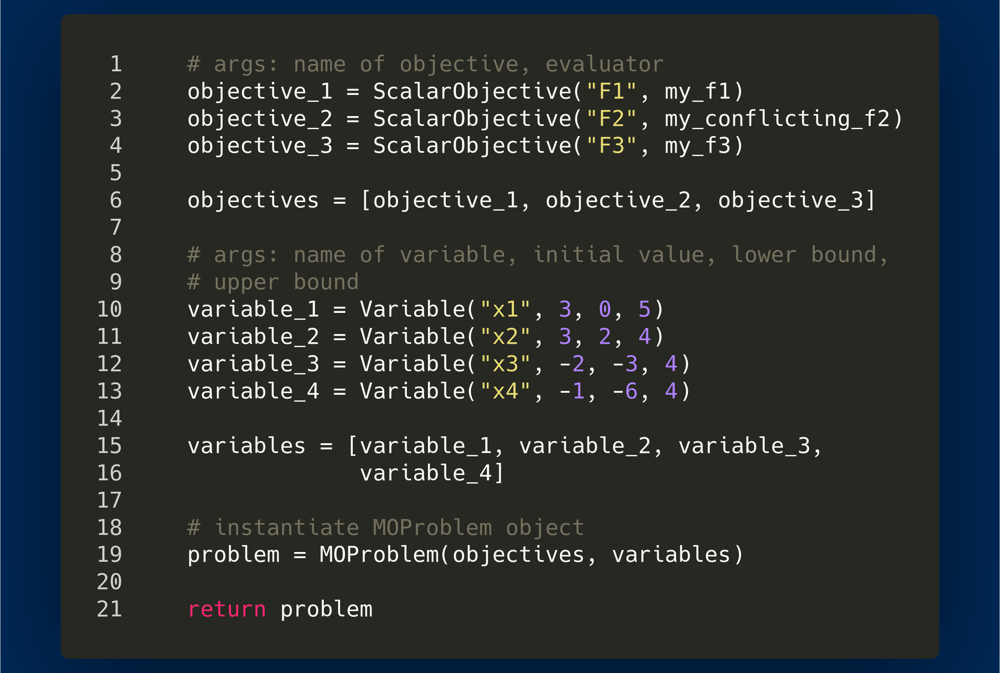 1 # args: name of objective, evaluator
2 objective_1 = ScalarObjective("F1", my_f1)
3 objective_2 = ScalarObjective("F2", my_conflicting_f2)
4 objective_3 = ScalarObjective("F3", my_f3)
5
6 objectives = [objective_1, objective_2, objective_3]
7
8 # args: name of variable, initial value, lower bound,
9 # upper bound
10 variable_1 = Variable("x1", 3, 0, 5)
11 variable_2 = Variable("x2", 3, 2, 4)
12 variable_3 = Variable("x3", -2, -3, 4)
13 variable_4 = Variable("x4", -1, -6, 4)
14
15 variables = [variable_1, variable_2, variable_3,
16              variable_4]
17
18 # instantiate MOProblem object
19 problem = MOProblem(objectives, variables)
20
21 return problem